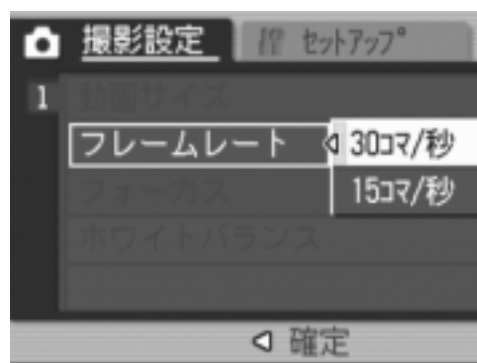 撮影設定 セットアップ
1 動画サイズ
フレームレート 30コマ/秒
フォーカス 15コマ/秒
ホワイトバランス
確定